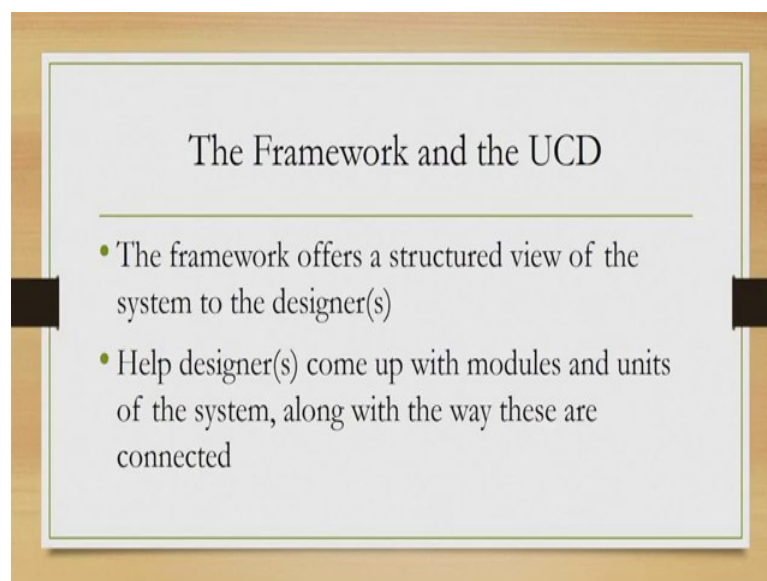 The Framework and the UCD
• The framework offers a structured view of the
system to the designer(s)
• Help designer(s) come up with modules and units
of the system, along with the way these are
connected